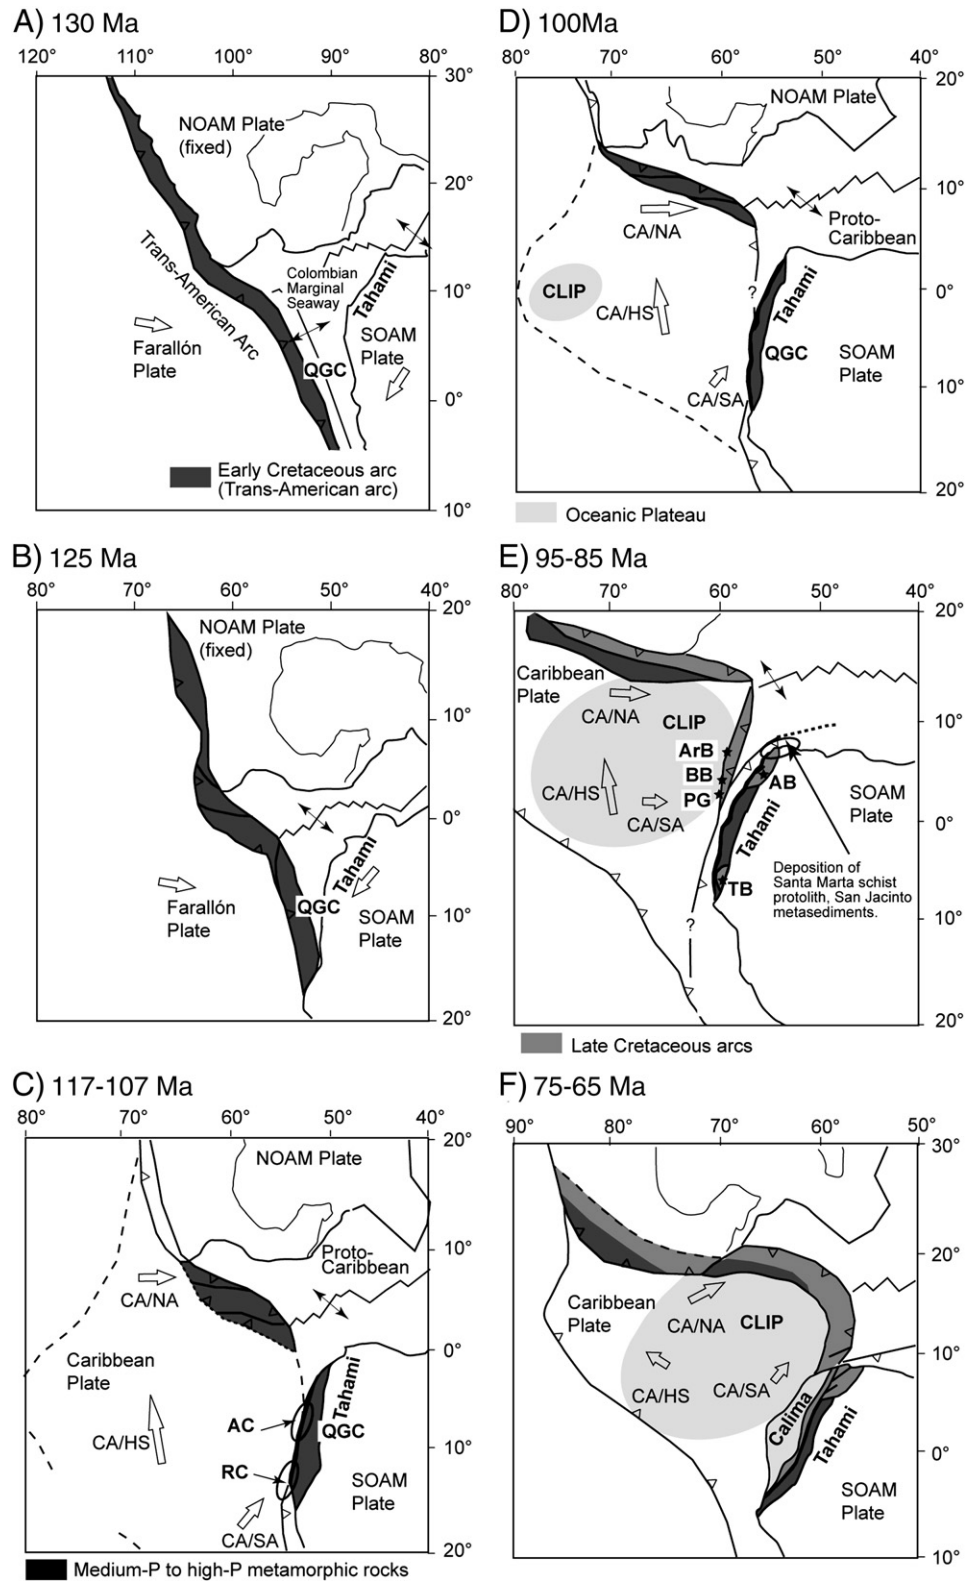 A) 130 Ma
120° 110° 100° 90° 80°
30°
NOAM Plate
(fixed)
20°
Trans-American Arc
Colombian
Marginal
Seaway
Tahami
10°
Farallón
Plate
SOAM
Plate
QGC
0°
Early Cretaceous arc
(Trans-American arc)
10°
B) 125 Ma
80° 70° 60° 50° 40°
20°
NOAM Plate
(fixed)
10°
0°
Tahami
QGC
Farallón
Plate
SOAM
Plate
10°
20°
C) 117-107 Ma
80° 70° 60° 50° 40°
20°
NOAM Plate
Proto-
Caribbean
10°
CA/NA
0°
Caribbean
Plate
Tahami
AC
QGC
CA/HS
10°
RC
SOAM
Plate
CA/SA
20°
Medium-P to high-P metamorphic rocks
D) 100Ma
80° 70° 60° 50° 40°
20°
NOAM Plate
10°
CA/NA
Proto-
Caribbean
CLIP
?
Tahami
0°
CA/HS
QGC
SOAM
Plate
CA/SA
10°
20°
Oceanic Plateau
E) 95-85 Ma
80° 70° 60° 50° 40°
20°
Caribbean
Plate
CA/NA
CLIP
10°
ArB
BB
AB
PG
CA/HS
CA/SA
SOAM
Plate
0°
Tahami
Deposition of
Santa Marta schist
protolith, San Jacinto
metasediments.
TB
?
10°
20°
Late Cretaceous arcs
F) 75-65 Ma
90° 80° 70° 60° 50°
30°
20°
Caribbean
Plate
CA/NA
CLIP
10°
CA/HS
CA/SA
Calima
Tahami
0°
SOAM
Plate
10°